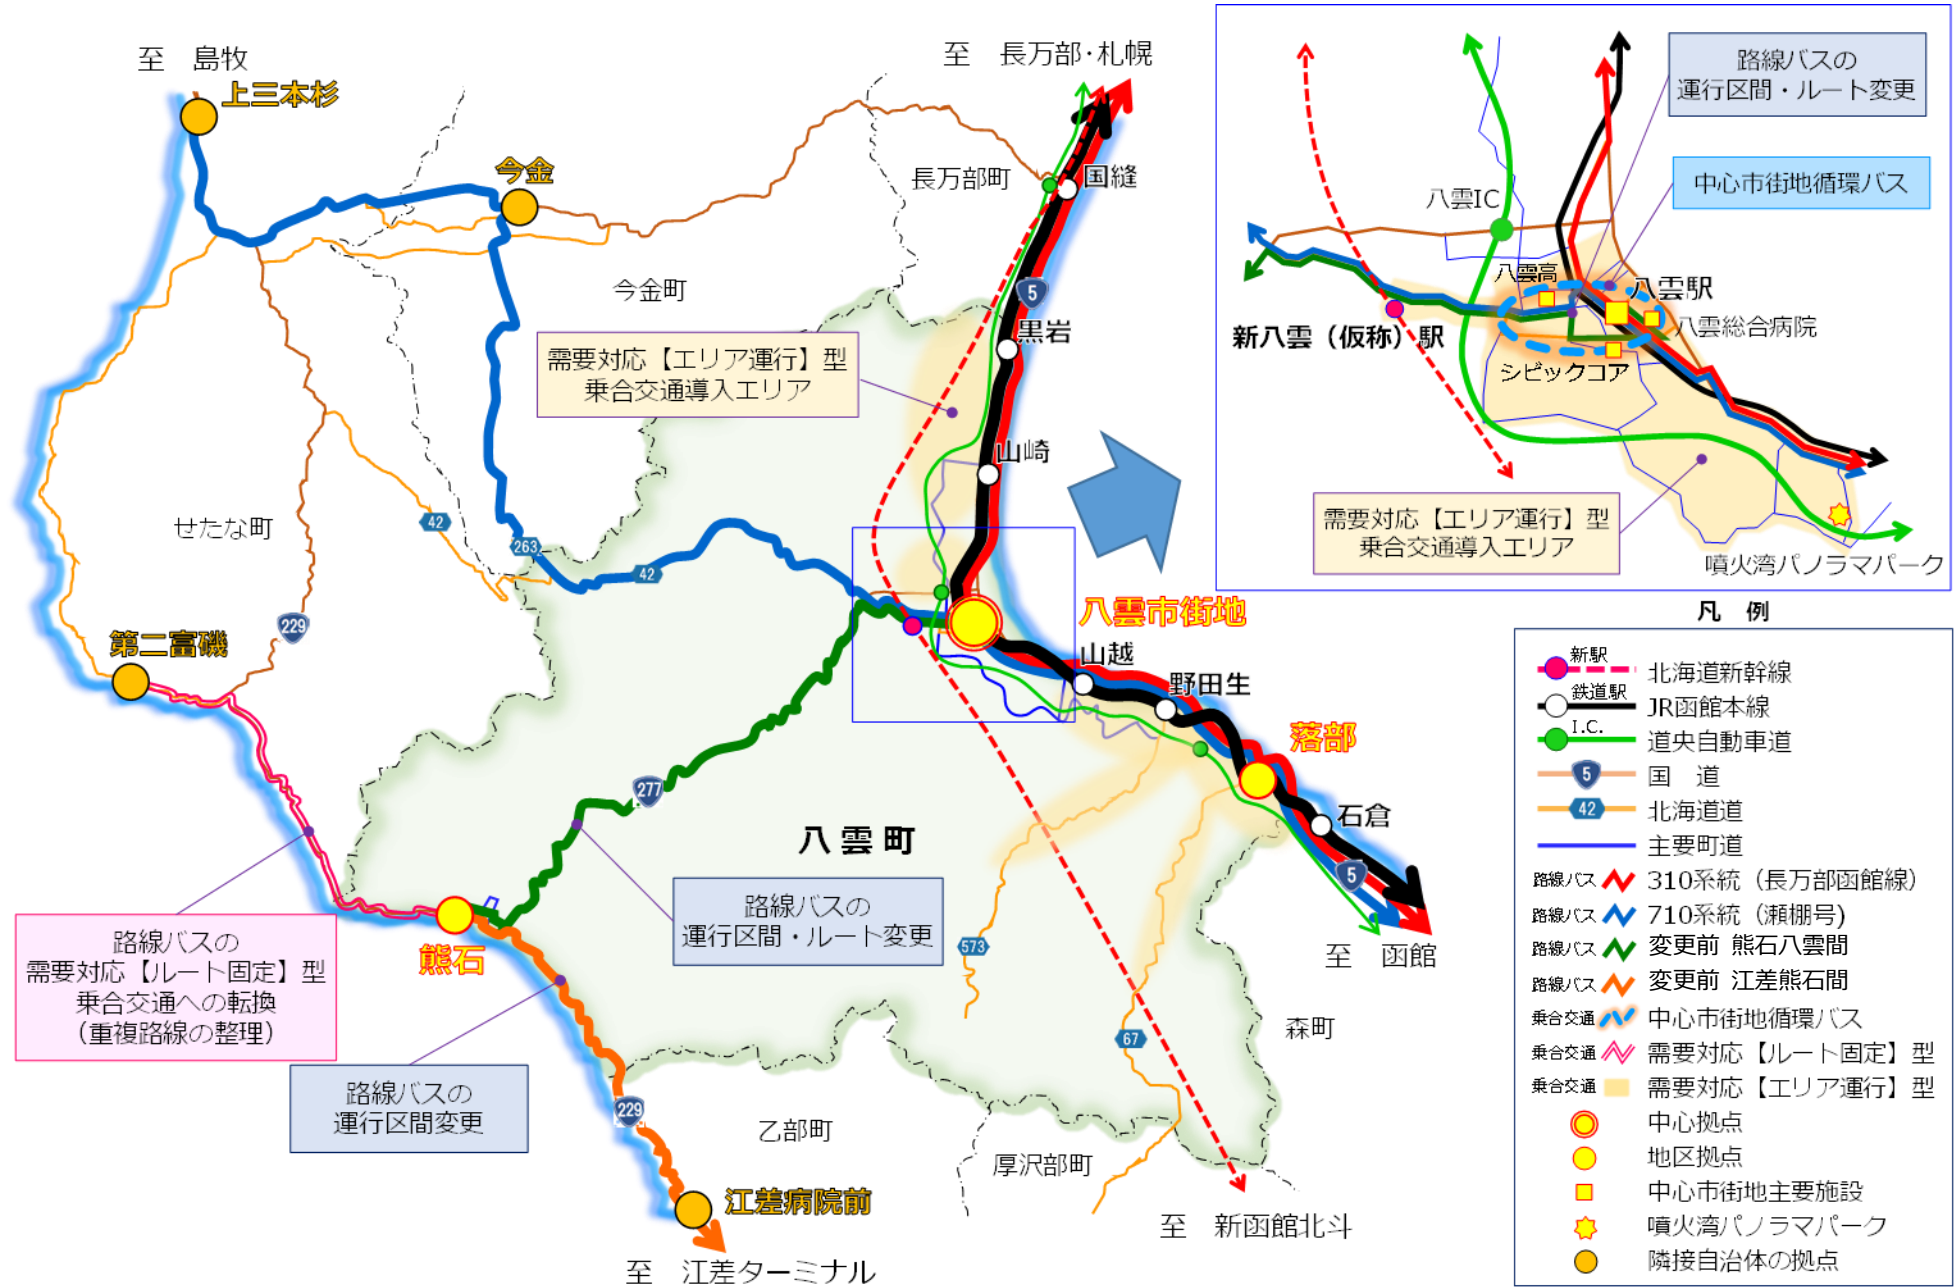 至 島牧
上三本杉
今金
至 長万部・札幌
長万部町
国縫
今金町
5
黒岩
需要対応【エリア運行】型
乗合交通導入エリア
山崎
せたな町
42
263
42
229
第二富磯
八雲市街地
山越
野田生
落部
277
八雲町
石倉
5
路線バスの
運行区間・ルート変更
至 函館
熊石
路線バスの
需要対応【ルート固定】型
乗合交通への転換
(重複路線の整理)
573
67
森町
路線バスの
運行区間変更
229
乙部町
厚沢部町
江差病院前
至 新函館北斗
至 江差ターミナル
路線バスの
運行区間・ルート変更
中心市街地循環バス
八雲IC
八雲高
八雲駅
八雲総合病院
新八雲（仮称）駅
シビックコア
需要対応【エリア運行】型
乗合交通導入エリア
噴火湾パノラマパーク
凡 例
新駅 北海道新幹線
鉄道駅 JR函館本線
I.C. 道央自動車道
5 国 道
42 北海道道
主要町道
路線バス 310系統（長万部函館線）
路線バス 710系統（瀬棚号)
路線バス 変更前 熊石八雲間
路線バス 変更前 江差熊石間
乗合交通 中心市街地循環バス
乗合交通 需要対応【ルート固定】型
乗合交通 需要対応【エリア運行】型
中心拠点
地区拠点
中心市街地主要施設
噴火湾パノラマパーク
隣接自治体の拠点